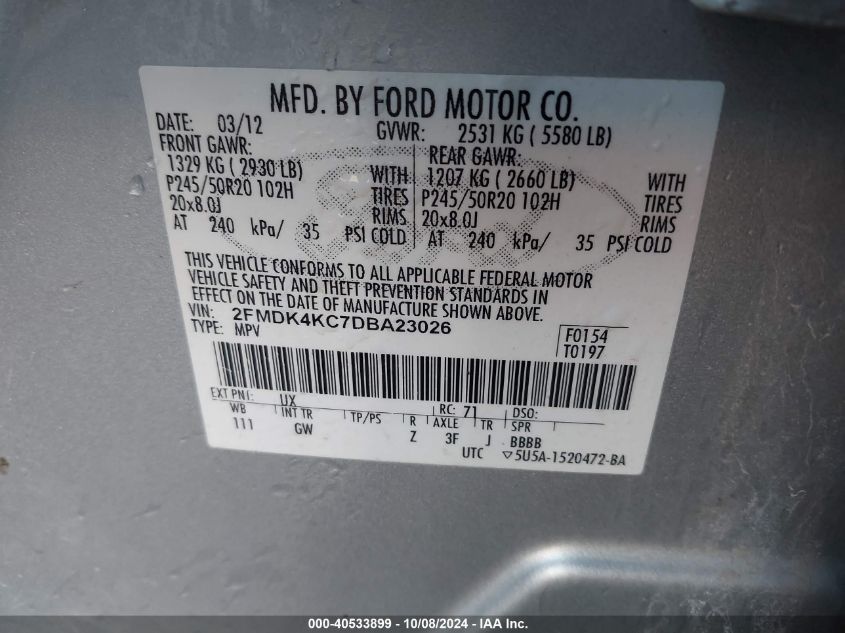 MFD. BY FORD MOTOR CO.
DATE: 03/12 GVWR: 2531 KG ( 5580 LB)
FRONT GAWR: REAR GAWR:
1329 KG ( 2930 LB) WITH 1207 KG ( 2660 LB) WITH
P245/50R20 102H TIRES P245/50R20 102H TIRES
20x8.0J RIMS 20x8.0J RIMS
AT 240 kPa/ 35 PSI COLD AT 240 kPa/ 35 PSI COLD
THIS VEHICLE CONFORMS TO ALL APPLICABLE FEDERAL MOTOR
VEHICLE SAFETY AND THEFT PREVENTION STANDARDS IN
EFFECT ON THE DATE OF MANUFACTURE SHOWN ABOVE.
VIN: 2FMDK4KC7DBA23026
TYPE: MPV
F0154
T0197
EXT PNT: UX RC: 71 DSO:
WB INT TR TP/PS R AXLE TR SPR
111 GW Z 3F J BBBB
UTC ▽5U5A-1520472-BA
000-40533899 - 10/08/2024 - IAA Inc.